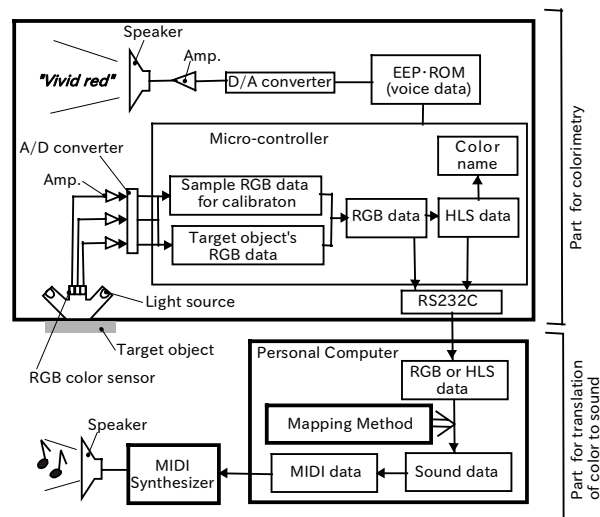 Speaker
Amp.
"Vivid red"
D/A converter
EEP·ROM
(voice data)
Micro-controller
A/D converter
Color
name
Amp.
Sample RGB data
for calibraton
RGB data
HLS data
Target object's
RGB data
Light source
RS232C
Target object
RGB color sensor
Part for colorimetry
Personal Computer
RGB or HLS
data
Mapping Method
Speaker
MIDI
Synthesizer
MIDI data
Sound data
Part for translation
of color to sound